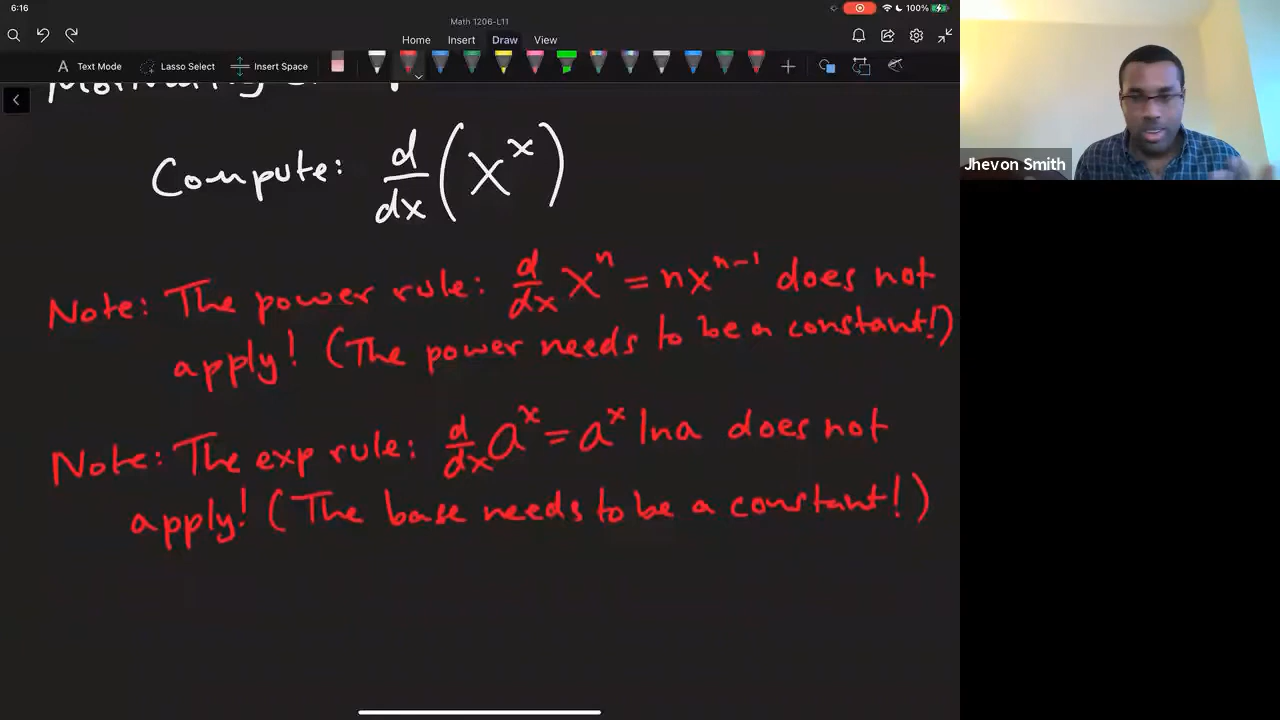 6:16
100%
Math 1206-L11
Home Insert Draw View
Text Mode Lasso Select Insert Space
Compute: d/dx (x^x)
Note: The power rule: d/dx x^n = nx^(n-1) does not
apply! (The power needs to be a constant!)
Note: The exp rule: d/dx a^x = a^x ln a does not
apply! (The base needs to be a constant!)
Jhevon Smith